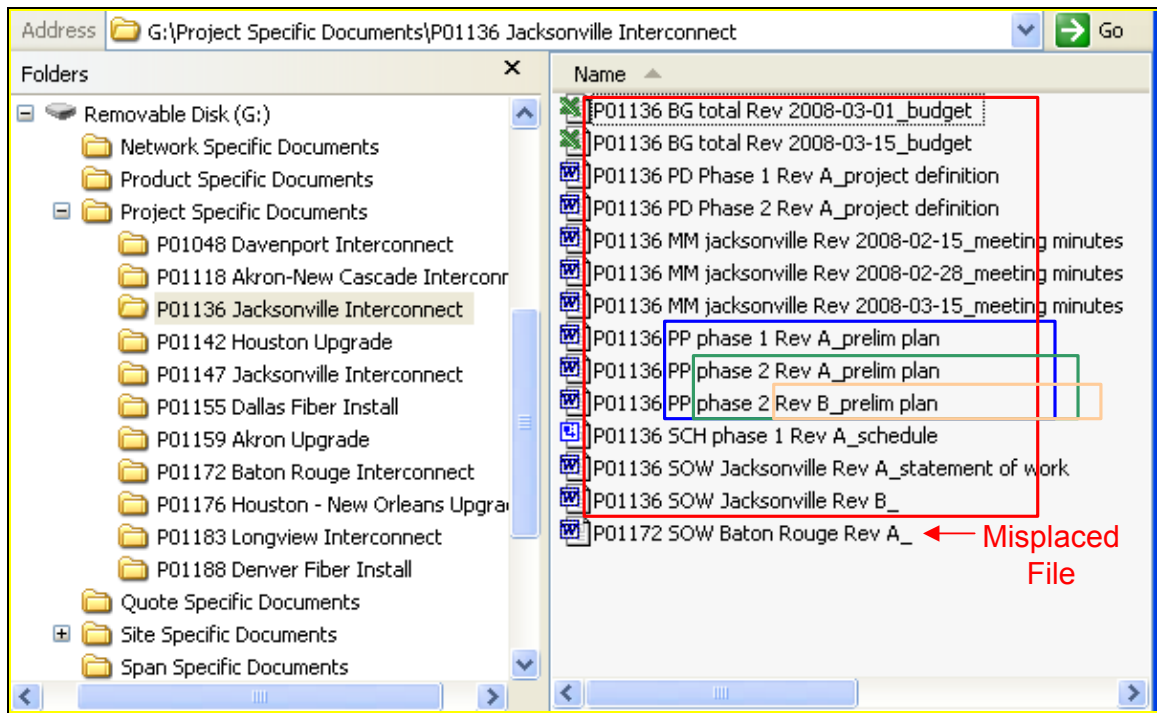 Address G:\Project Specific Documents\P01136 Jacksonville Interconnect Go
Folders
Removable Disk (G:)
Network Specific Documents
Product Specific Documents
Project Specific Documents
P01048 Davenport Interconnect
P01118 Akron-New Cascade Interconr
P01136 Jacksonville Interconnect
P01142 Houston Upgrade
P01147 Jacksonville Interconnect
P01155 Dallas Fiber Install
P01159 Akron Upgrade
P01172 Baton Rouge Interconnect
P01176 Houston - New Orleans Upgra
P01183 Longview Interconnect
P01188 Denver Fiber Install
Quote Specific Documents
Site Specific Documents
Span Specific Documents
Name
P01136 BG total Rev 2008-03-01_budget
P01136 BG total Rev 2008-03-15_budget
P01136 PD Phase 1 Rev A_project definition
P01136 PD Phase 2 Rev A_project definition
P01136 MM jacksonville Rev 2008-02-15_meeting minutes
P01136 MM jacksonville Rev 2008-02-28_meeting minutes
P01136 MM jacksonville Rev 2008-03-15_meeting minutes
P01136 PP phase 1 Rev A_prelim plan
P01136 PP phase 2 Rev A_prelim plan
P01136 PP phase 2 Rev B_prelim plan
P01136 SCH phase 1 Rev A_schedule
P01136 SOW Jacksonville Rev A_statement of work
P01136 SOW Jacksonville Rev B_
P01172 SOW Baton Rouge Rev A_
Misplaced
File